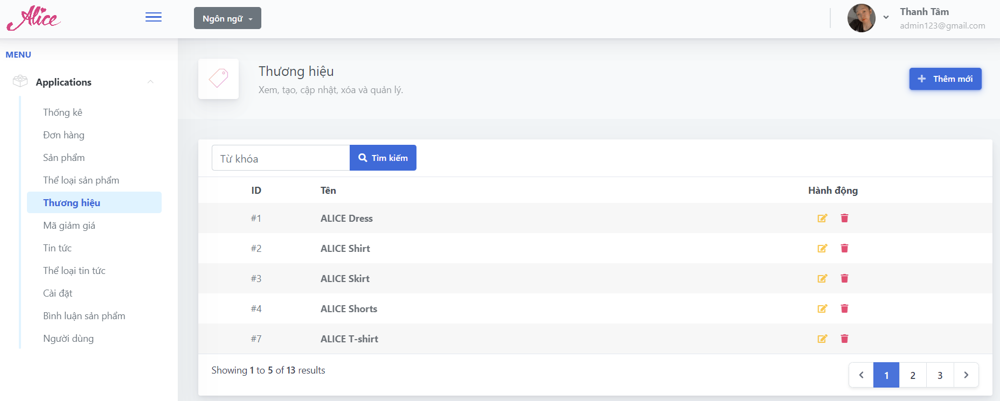 Alice
Ngôn ngữ
Thanh Tâm
admin123@gmail.com
MENU
Applications
Thống kê
Đơn hàng
Sản phẩm
Thể loại sản phẩm
Thương hiệu
Mã giảm giá
Tin tức
Thể loại tin tức
Cài đặt
Bình luận sản phẩm
Người dùng
Thương hiệu
Xem, tạo, cập nhật, xóa và quản lý.
Thêm mới
Từ khóa
Tìm kiếm
ID Tên Hành động
#1 ALICE Dress
#2 ALICE Shirt
#3 ALICE Skirt
#4 ALICE Shorts
#7 ALICE T-shirt
Showing 1 to 5 of 13 results
1 2 3